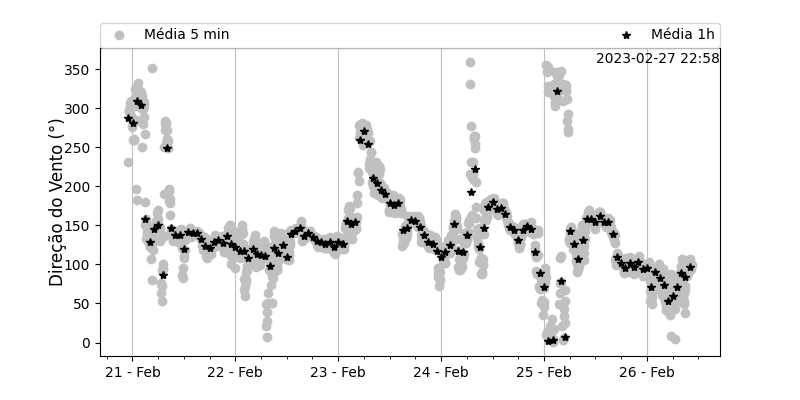 Média 5 min
Média 1h
2023-02-27 22:58
Direção do Vento (°)
350
300
250
200
150
100
50
0
21 - Feb
22 - Feb
23 - Feb
24 - Feb
25 - Feb
26 - Feb